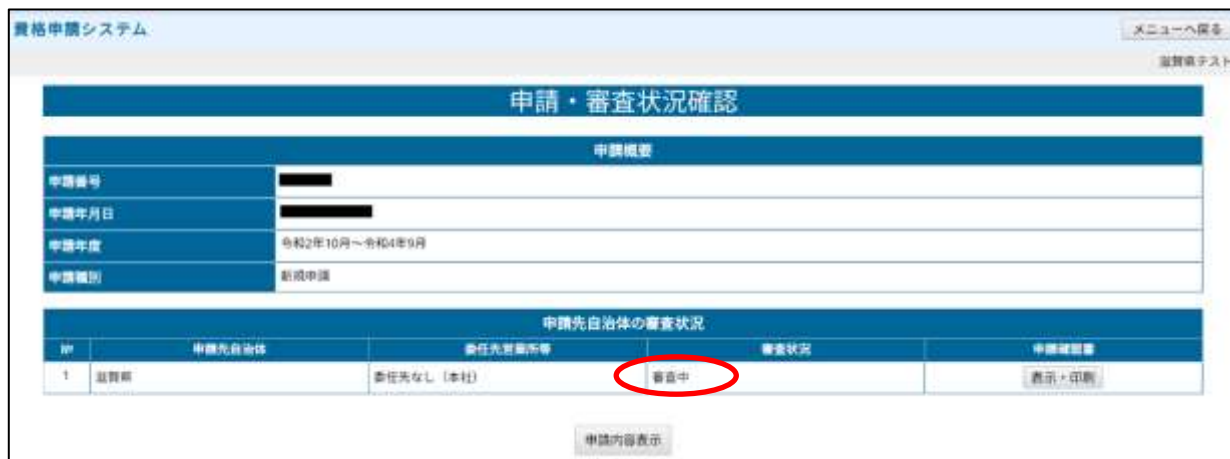 資格申請システム
メニューへ戻る
滋賀県テスト
申請・審査状況確認
申請概要
申請番号
申請年月日
申請年度 令和2年10月～令和4年9月
申請種別 新規申請
申請先自治体の審査状況
№ 申請先自治体 委任先営業所等 審査状況 申請確認書
1 滋賀県 委任先なし（本社） 審査中 表示・印刷
申請内容表示